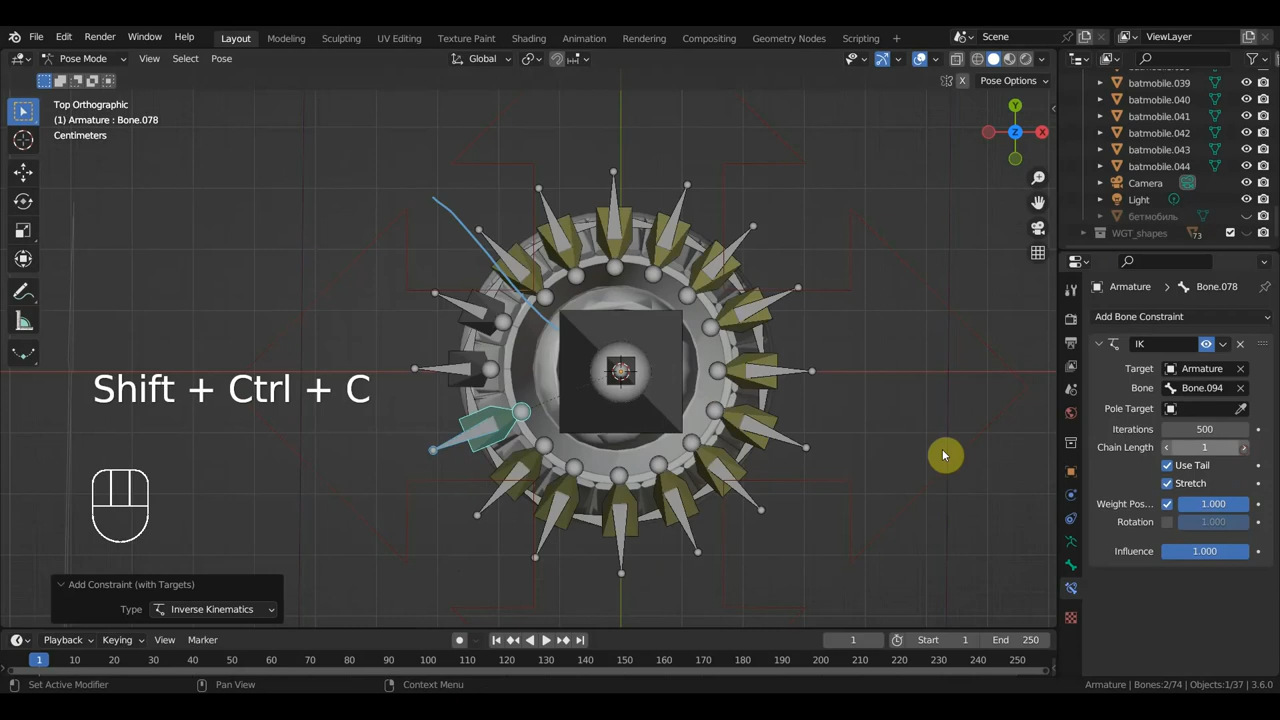 File Edit Render Window Help Layout Modeling Sculpting UV Editing Texture Paint Shading Animation Rendering Compositing Geometry Nodes Scripting + Scene ViewLayer
Pose Mode View Select Pose Global
X Pose Options
Top Orthographic
(1) Armature : Bone.078
Centimeters
Y
X
Z
batmobile.039
batmobile.040
batmobile.041
batmobile.042
batmobile.043
batmobile.044
Camera
Light
бетмобиль
WGT_shapes 73
Armature > Bone.078
Add Bone Constraint
IK
Target Armature
Bone Bone.094
Pole Target
Iterations 500
Chain Length 1
Use Tail
Stretch
Weight Pos... 1.000
Rotation 1.000
Influence 1.000
Shift + Ctrl + C
Add Constraint (with Targets)
Type Inverse Kinematics
Playback Keying View Marker 1 Start 1 End 250
1 10 20 30 40 50 60 70 80 90 100 110 120 130 140 150 160 170 180 190 200 210 220 230 240 250
Set Active Modifier Pan View Context Menu Armature | Bones:2/74 | Objects:1/37 | 3.6.0